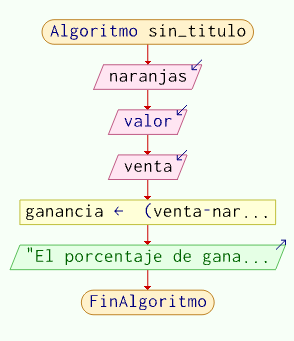 Algoritmo sin_titulo
naranjas
valor
venta
ganancia ← (venta-nar...
"El porcentaje de gana...
FinAlgoritmo